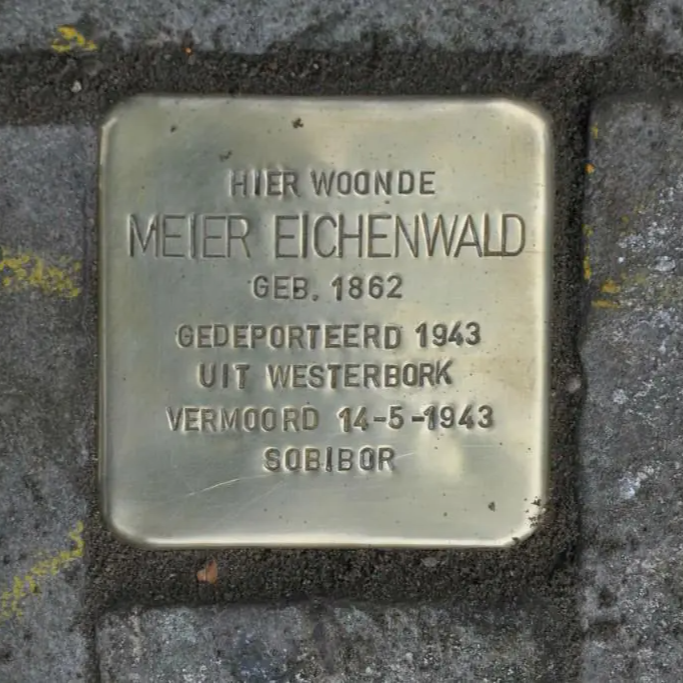 HIER WOONDE
MEIER EICHENWALD
GEB. 1862
GEDEPORTEERD 1943
UIT WESTERBORK
VERMOORD 14-5-1943
SOBIBOR